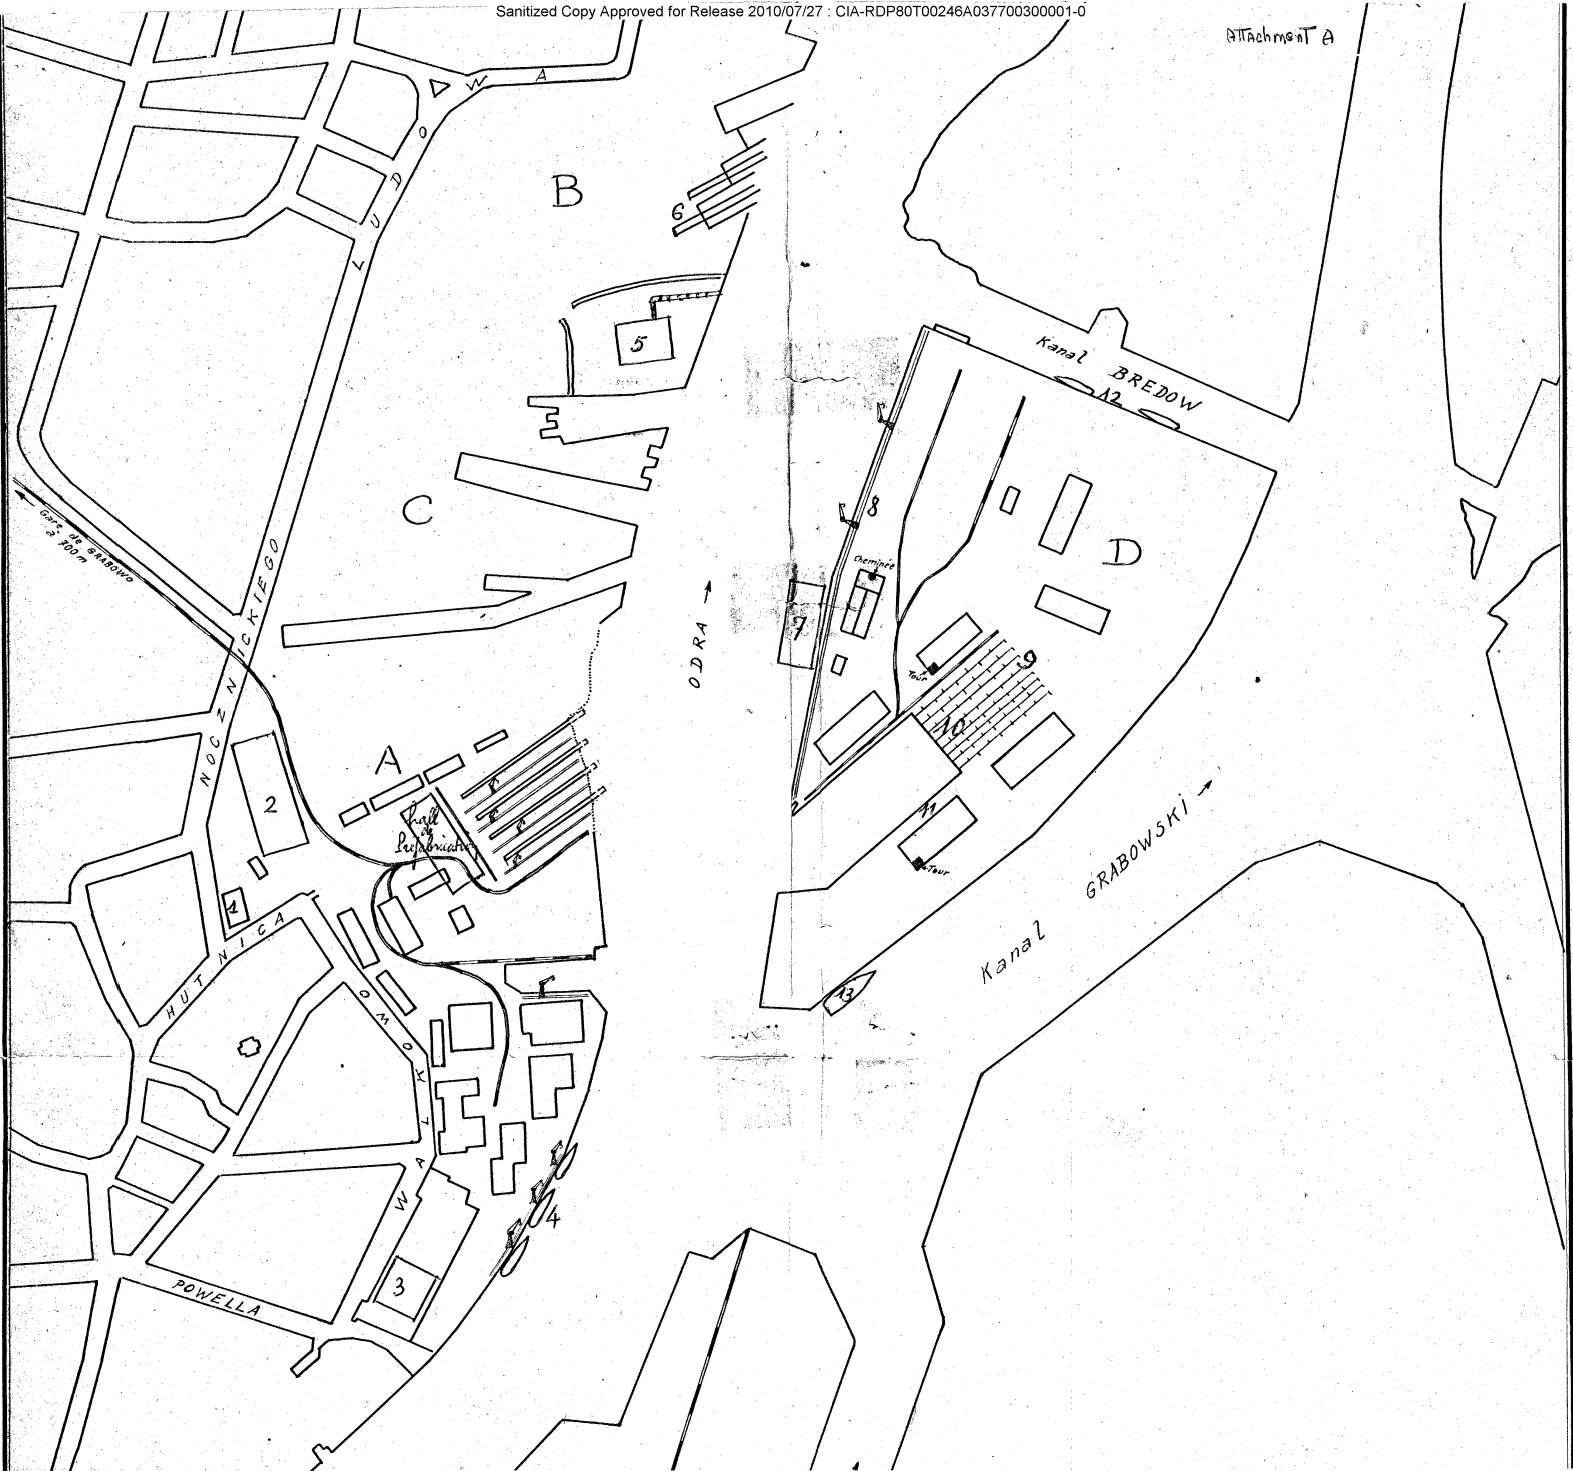 Sanitized Copy Approved for Release 2010/07/27 : CIA-RDP80T00246A037700300001-0
Attachment A
LUDOWA
B
6
5
Kanal BREDOW
12
C
8
D
Gare de GRABOWO
à 700 m
NOCZNICKIEGO
cheminée
7
ODRA →
Tour
9
10
A
2
hall
de
Préfabrication
11
Tour
1
HUTNICA
Kanal GRABOWSKI →
13
WALKOMO
4
3
POWELLA